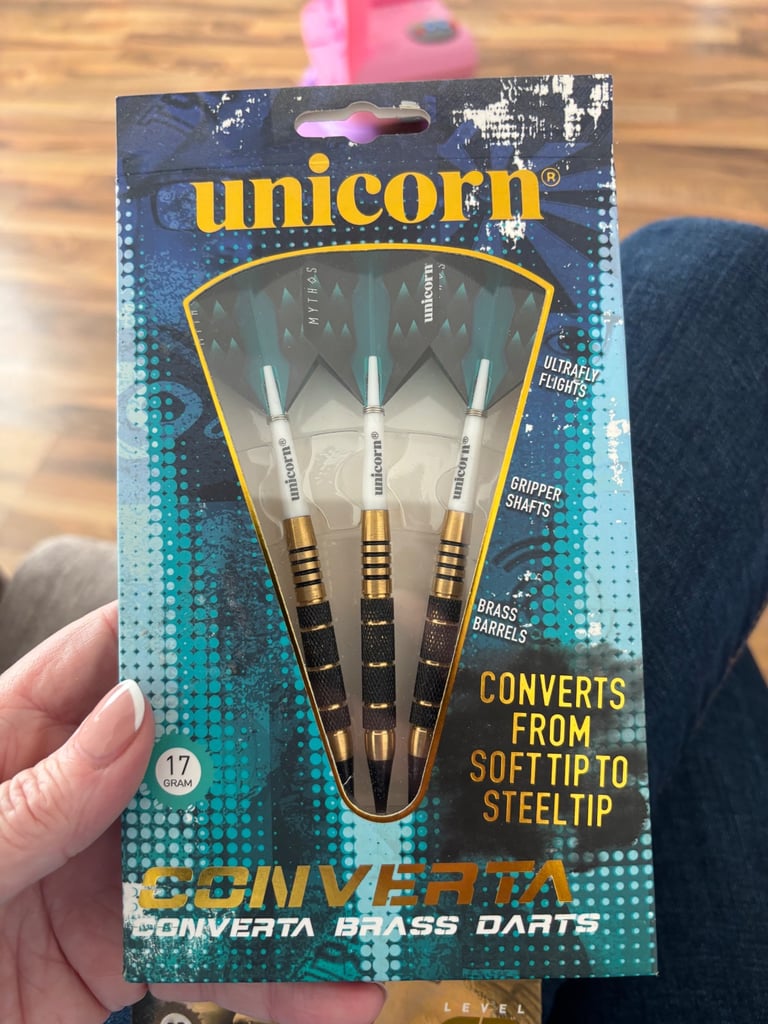 unicorn®
MYTHOS
unicorn
ULTRAFLY
FLIGHTS
unicorn®
unicorn®
unicorn®
GRIPPER
SHAFTS
BRASS
BARRELS
CONVERTS
FROM
SOFT TIP TO
STEEL TIP
17
GRAM
CONVERTA
CONVERTA BRASS DARTS
LEVEL